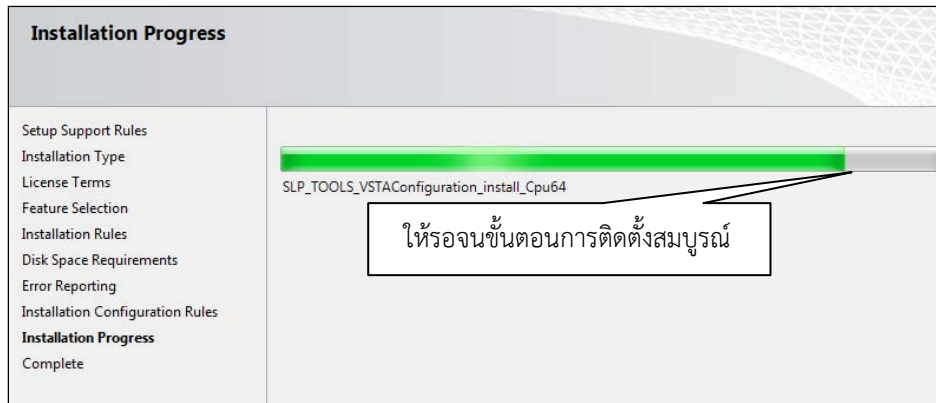 Installation Progress
Setup Support Rules
Installation Type
License Terms
Feature Selection
Installation Rules
Disk Space Requirements
Error Reporting
Installation Configuration Rules
Installation Progress
Complete
SLP_TOOLS_VSTAConfiguration_install_Cpu64
ให้รอจนขั้นตอนการติดตั้งสมบูรณ์